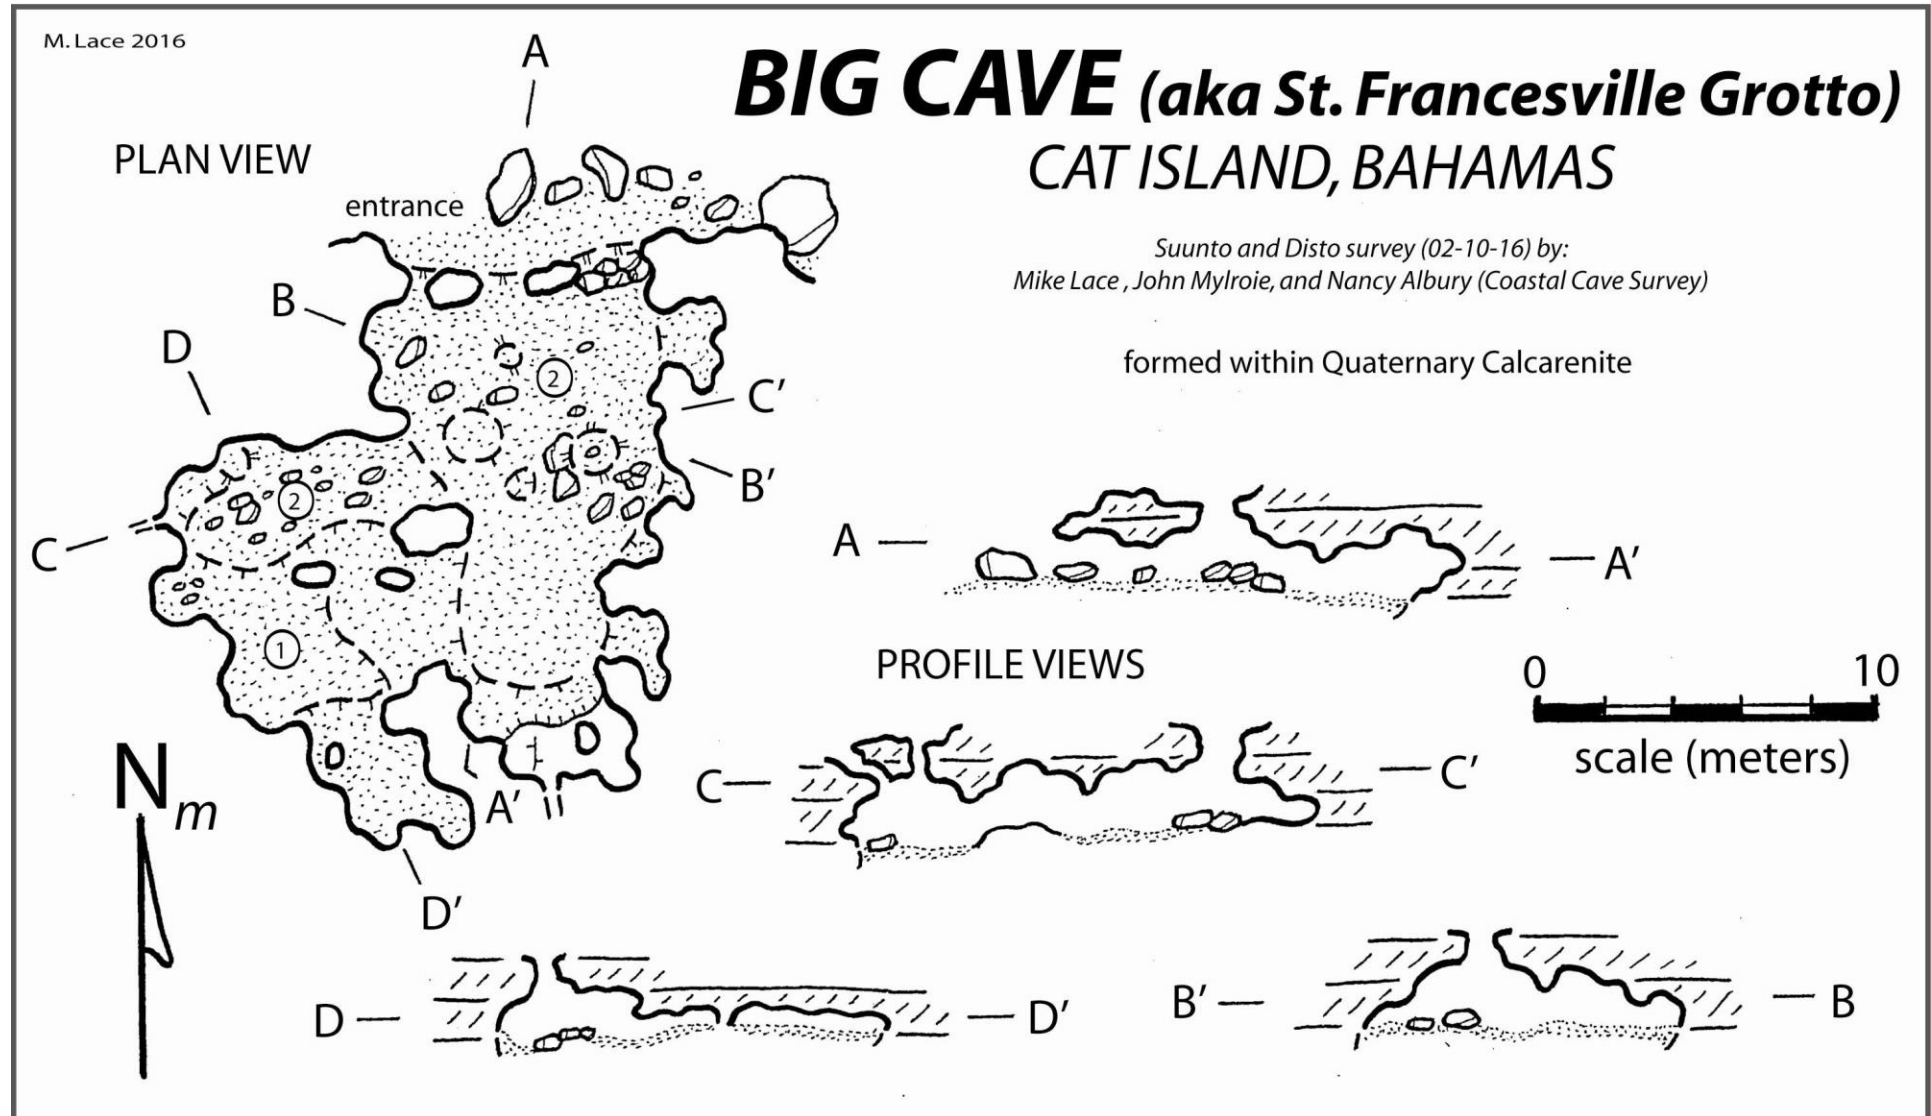 M. Lace 2016
BIG CAVE (aka St. Francesville Grotto)
CAT ISLAND, BAHAMAS
Suunto and Disto survey (02-10-16) by:
Mike Lace , John Mylroie, and Nancy Albury (Coastal Cave Survey)
formed within Quaternary Calcarenite
PLAN VIEW
entrance
A
B
D
C
C'
B'
2
2
1
A'
D'
N
m
A
A'
PROFILE VIEWS
0
10
scale (meters)
C
C'
D
D'
B'
B